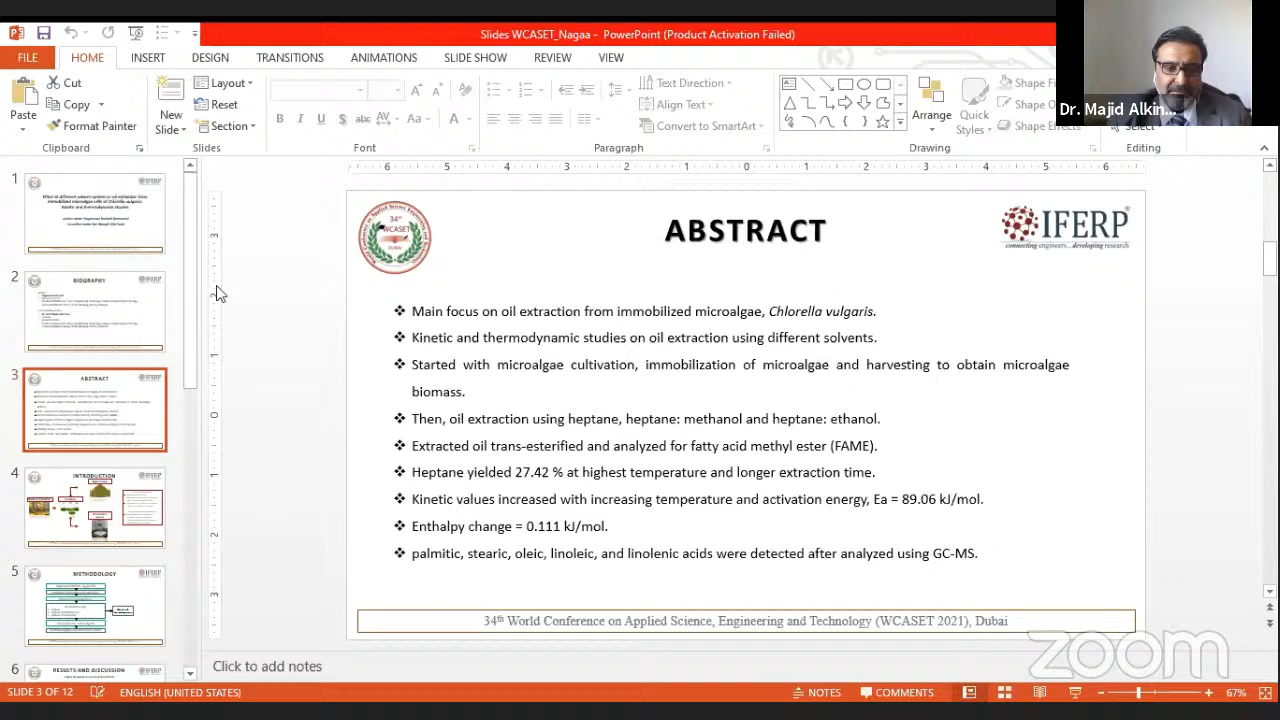 Slides WCASET_Nagaa - PowerPoint (Product Activation Failed)
FILE
HOME
INSERT
DESIGN
TRANSITIONS
ANIMATIONS
SLIDE SHOW
REVIEW
VIEW
Dr. Majid Alkin...
Paste
Cut
Copy
Format Painter
Clipboard
New
Slide
Layout
Reset
Section
Slides
Font
Text Direction
Align Text
Convert to SmartArt
Paragraph
Arrange
Quick
Styles
Shape Effects
Drawing
Select
Editing
1
2
BIOGRAPHY
3
ABSTRACT
4
INTRODUCTION
5
METHODOLOGY
6
RESULTS AND DISCUSSION
34th
WCASET
DUBAI
ABSTRACT
IFERP
connecting engineers... developing research
❖ Main focus on oil extraction from immobilized microalgae, Chlorella vulgaris.
❖ Kinetic and thermodynamic studies on oil extraction using different solvents.
❖ Started with microalgae cultivation, immobilization of microalgae and harvesting to obtain microalgae
biomass.
❖ Then, oil extraction using heptane, heptane: methanol and heptane: ethanol.
❖ Extracted oil trans-esterified and analyzed for fatty acid methyl ester (FAME).
❖ Heptane yielded 27.42 % at highest temperature and longer extraction time.
❖ Kinetic values increased with increasing temperature and activation energy, Ea = 89.06 kJ/mol.
❖ Enthalpy change = 0.111 kJ/mol.
❖ palmitic, stearic, oleic, linoleic, and linolenic acids were detected after analyzed using GC-MS.
34th World Conference on Applied Science, Engineering and Technology (WCASET 2021), Dubai
zoom
Click to add notes
SLIDE 3 OF 12
ENGLISH (UNITED STATES)
NOTES
COMMENTS
67%